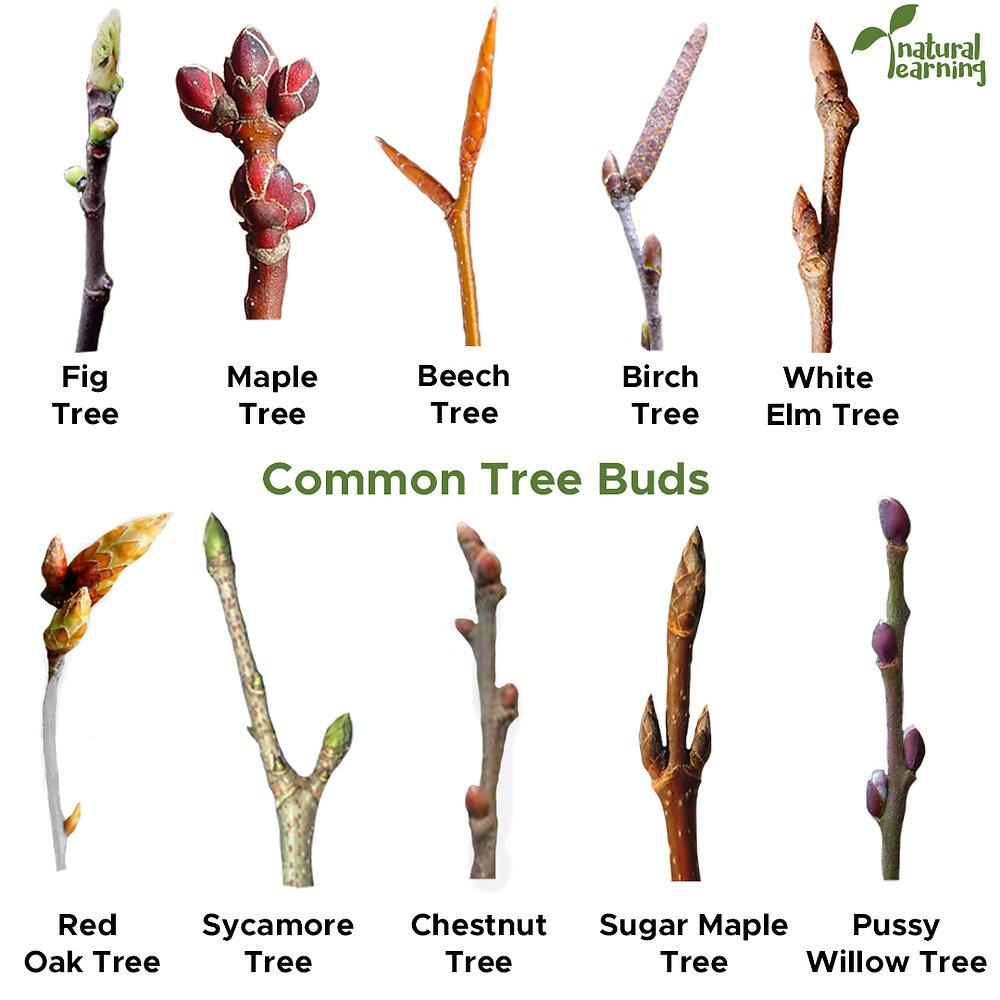 natural
learning
Fig
Tree
Maple
Tree
Beech
Tree
Birch
Tree
White
Elm Tree
Common Tree Buds
Red
Oak Tree
Sycamore
Tree
Chestnut
Tree
Sugar Maple
Tree
Pussy
Willow Tree